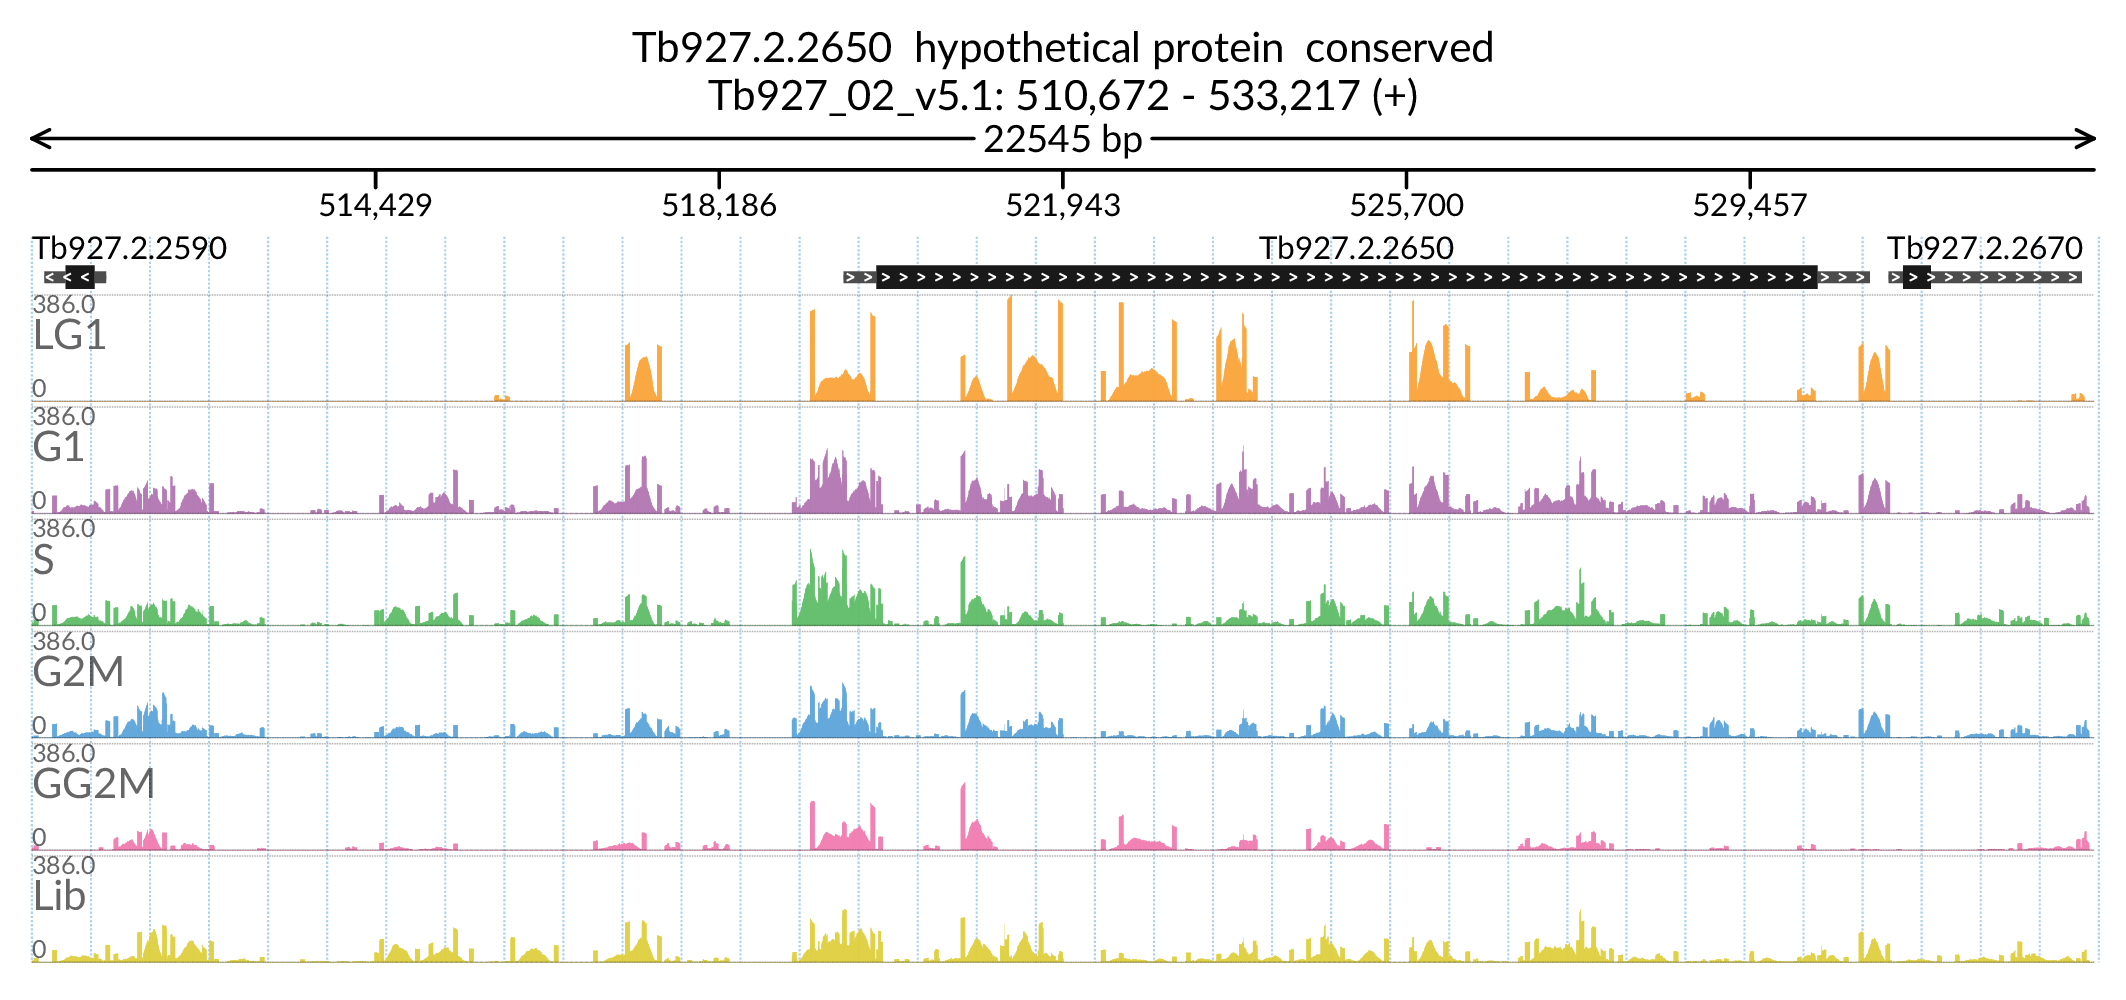 Tb927.2.2650  hypothetical protein  conserved
Tb927_02_v5.1: 510,672 - 533,217 (+)
22545 bp
514,429 518,186 521,943 525,700 529,457
Tb927.2.2590 Tb927.2.2650 Tb927.2.2670
386.0
LG1
0
386.0
G1
0
386.0
S
0
386.0
G2M
0
386.0
GG2M
0
386.0
Lib
0